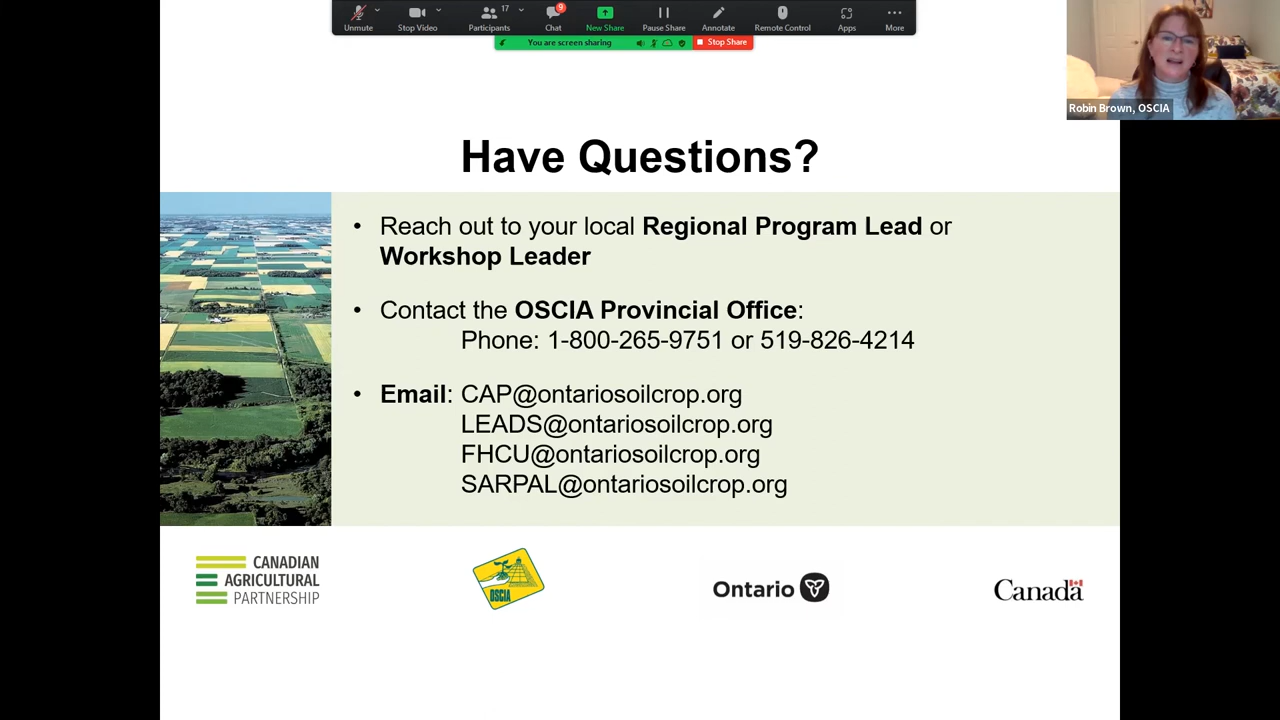 Unmute
Stop Video
17
Participants
9
Chat
New Share
Pause Share
Annotate
Remote Control
Apps
More
You are screen sharing
Stop Share
Robin Brown, OSCIA
Have Questions?
• Reach out to your local Regional Program Lead or
Workshop Leader
• Contact the OSCIA Provincial Office:
Phone: 1-800-265-9751 or 519-826-4214
• Email: CAP@ontariosoilcrop.org
LEADS@ontariosoilcrop.org
FHCU@ontariosoilcrop.org
SARPAL@ontariosoilcrop.org
CANADIAN
AGRICULTURAL
PARTNERSHIP
OSCIA
Ontario
Canada